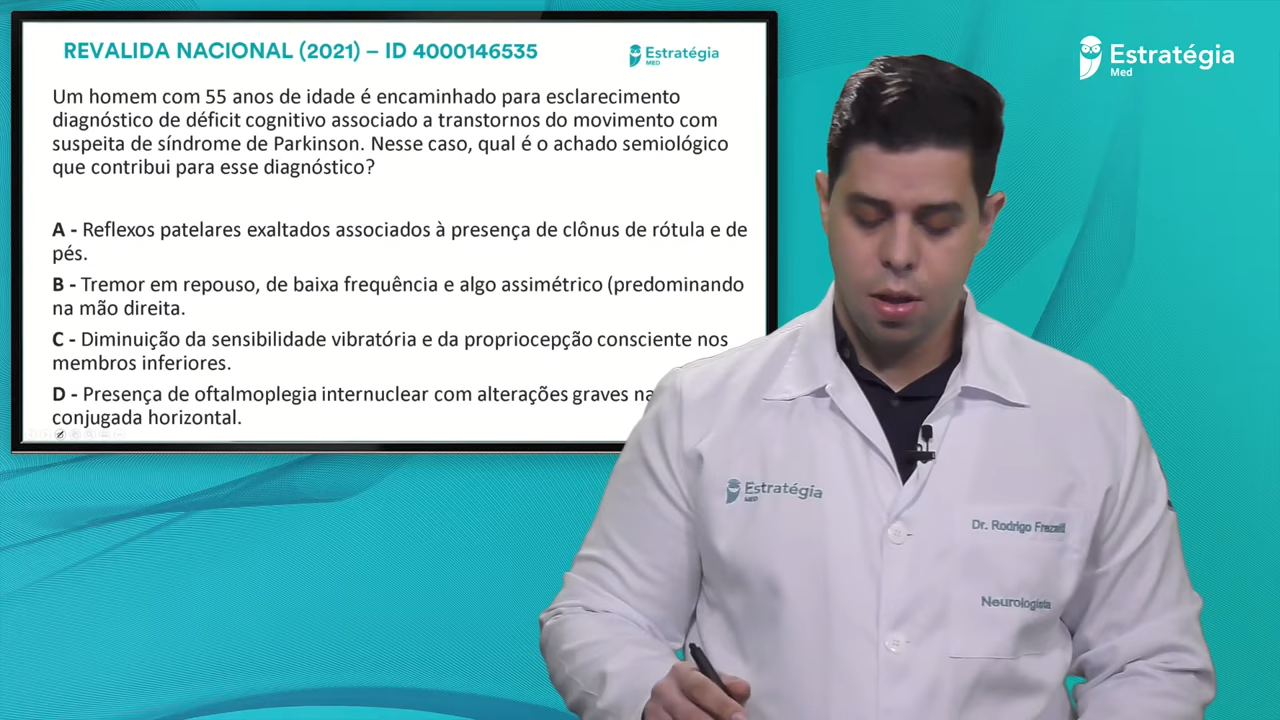 REVALIDA NACIONAL (2021) – ID 4000146535
Estratégia
MED
Um homem com 55 anos de idade é encaminhado para esclarecimento
diagnóstico de déficit cognitivo associado a transtornos do movimento com
suspeita de síndrome de Parkinson. Nesse caso, qual é o achado semiológico
que contribui para esse diagnóstico?
A - Reflexos patelares exaltados associados à presença de clônus de rótula e de
pés.
B - Tremor em repouso, de baixa frequência e algo assimétrico (predominando
na mão direita.
C - Diminuição da sensibilidade vibratória e da propriocepção consciente nos
membros inferiores.
D - Presença de oftalmoplegia internuclear com alterações graves na
conjugada horizontal.
Estratégia
Med
Estratégia
MED
Dr. Rodrigo
Neurologista